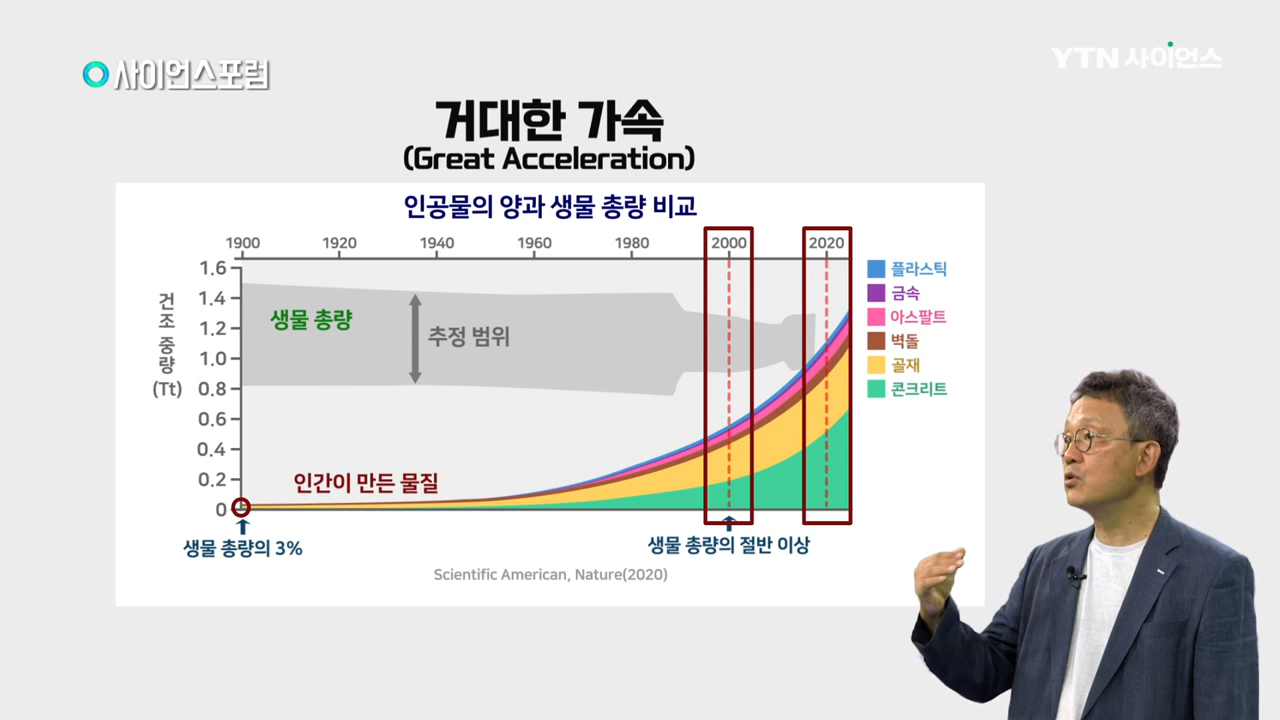 사이언스포럼
YTN 사이언스
거대한 가속
(Great Acceleration)
인공물의 양과 생물 총량 비교
1900 1920 1940 1960 1980 2000 2020
건조 중량 (Tt)
1.6
1.4
1.2
1.0
0.8
0.6
0.4
0.2
0
생물 총량
추정 범위
인간이 만든 물질
플라스틱
금속
아스팔트
벽돌
골재
콘크리트
생물 총량의 3%
생물 총량의 절반 이상
Scientific American, Nature(2020)